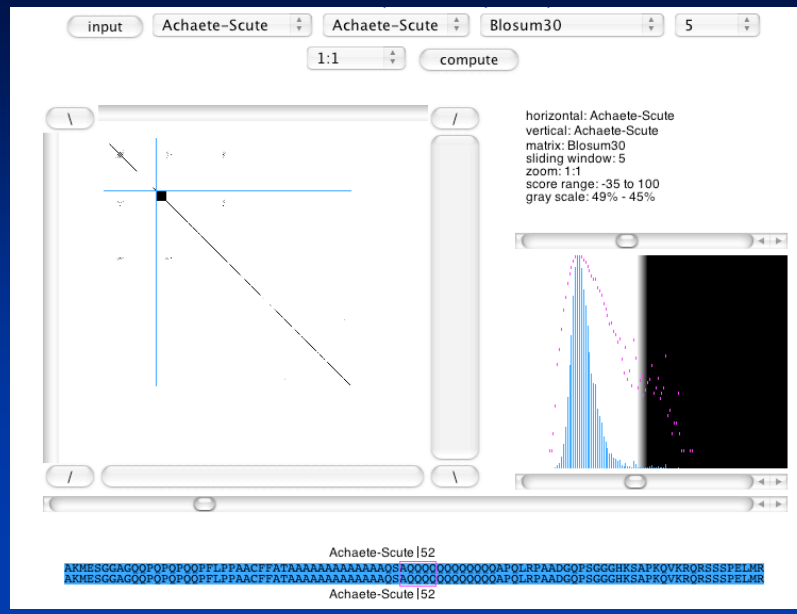 input
Achaete-Scute
Achaete-Scute
Blosum30
5
1:1
compute
\
/
horizontal: Achaete-Scute
vertical: Achaete-Scute
matrix: Blosum30
sliding window: 5
zoom: 1:1
score range: -35 to 100
gray scale: 49% - 45%
/
\
Achaete-Scute|52
AKMESGGAGQQPQPQPQQPFLPPAACFFATAAAAAAAAAAAAAAQSAQQQQQQQQQQQQAPQLRPAADGQPSGGGHKSAPKQVKRQRSSSPELMR
AKMESGGAGQQPQPQPQQPFLPPAACFFATAAAAAAAAAAAAAAQSAQQQQQQQQQQQQAPQLRPAADGQPSGGGHKSAPKQVKRQRSSSPELMR
Achaete-Scute|52